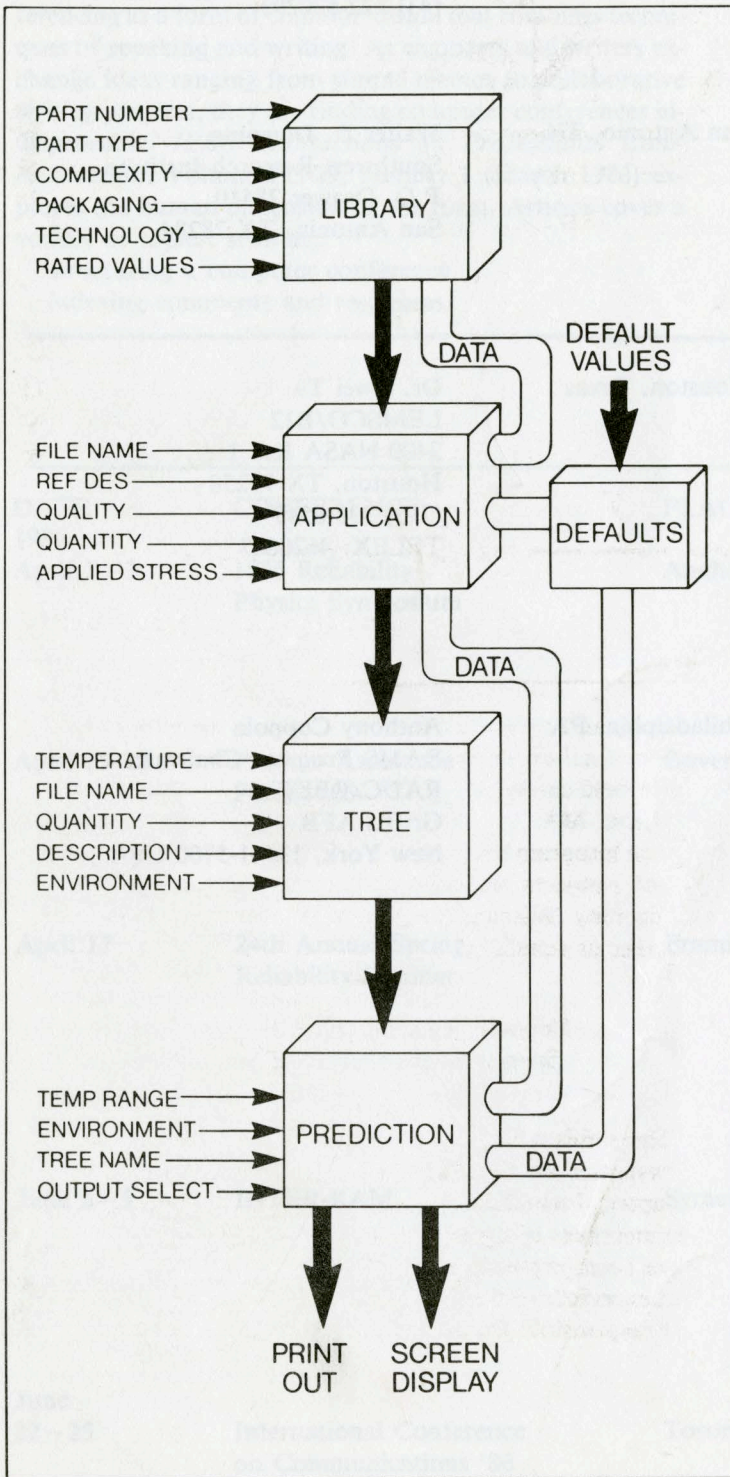 PART NUMBER
PART TYPE
COMPLEXITY
PACKAGING
TECHNOLOGY
RATED VALUES
LIBRARY
DATA
DEFAULT
VALUES
FILE NAME
REF DES
QUALITY
QUANTITY
APPLIED STRESS
APPLICATION
DEFAULTS
DATA
TEMPERATURE
FILE NAME
QUANTITY
DESCRIPTION
ENVIRONMENT
TREE
TEMP RANGE
ENVIRONMENT
TREE NAME
OUTPUT SELECT
PREDICTION
DATA
PRINT
OUT
SCREEN
DISPLAY